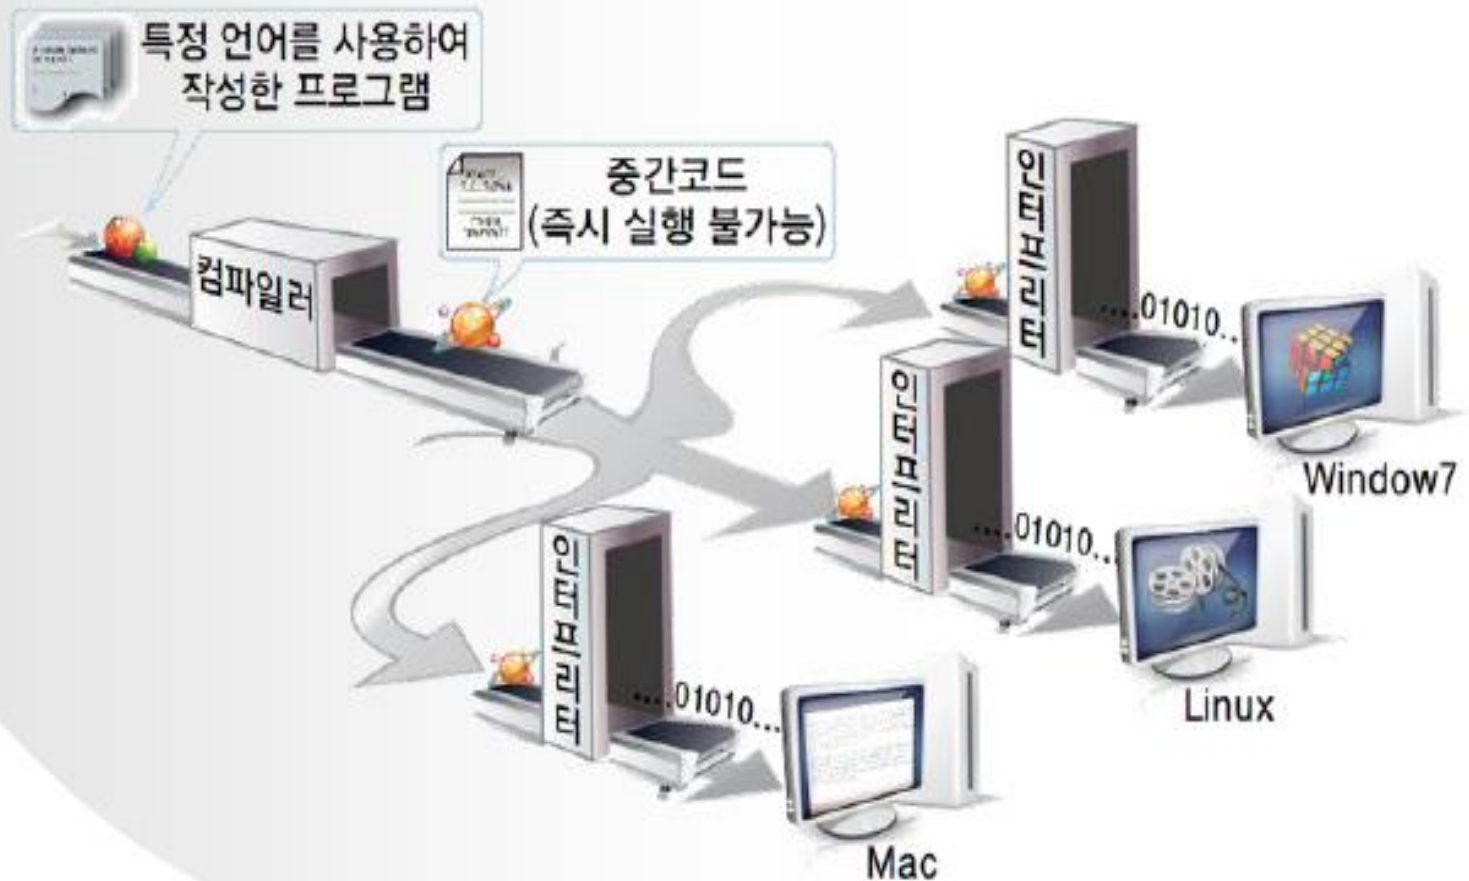 특정 언어를 사용하여
작성한 프로그램
중간코드
(즉시 실행 불가능)
컴파일러
인터프리터
....01010...
Window7
인터프리터
....01010...
Linux
인터프리터
....01010...
Mac